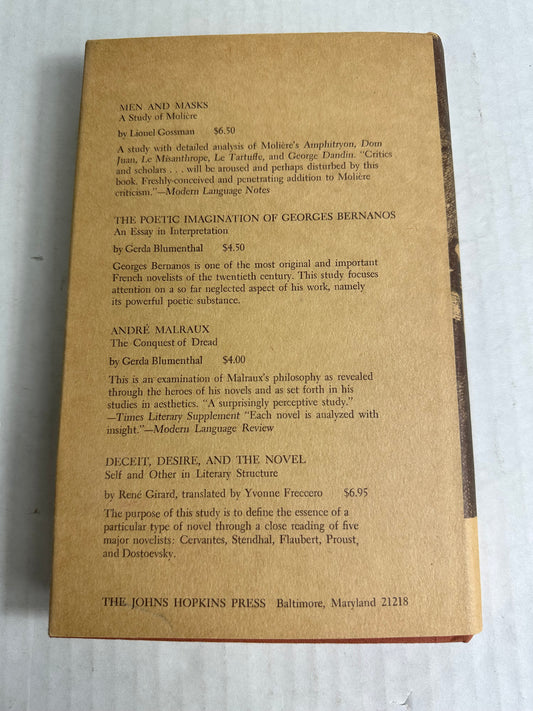 MEN AND MASKS
A Study of Molière
by Lionel Gossman $6.50
A study with detailed analysis of Molière's Amphitryon, Dom
Juan, Le Misanthrope, Le Tartuffe, and George Dandin. "Critics
and scholars . . . will be aroused and perhaps disturbed by this
book. Freshly-conceived and penetrating addition to Molière
criticism."—Modern Language Notes
THE POETIC IMAGINATION OF GEORGES BERNANOS
An Essay in Interpretation
by Gerda Blumenthal $4.50
Georges Bernanos is one of the most original and important
French novelists of the twentieth century. This study focuses
attention on a so far neglected aspect of his work, namely
its powerful poetic substance.
ANDRÉ MALRAUX
The Conquest of Dread
by Gerda Blumenthal $4.00
This is an examination of Malraux's philosophy as revealed
through the heroes of his novels and as set forth in his
studies in aesthetics. "A surprisingly perceptive study."
—Times Literary Supplement "Each novel is analyzed with
insight."—Modern Language Review
DECEIT, DESIRE, AND THE NOVEL
Self and Other in Literary Structure
by René Girard, translated by Yvonne Freccero $6.95
The purpose of this study is to define the essence of a
particular type of novel through a close reading of five
major novelists: Cervantes, Stendhal, Flaubert, Proust,
and Dostoevsky.
THE JOHNS HOPKINS PRESS Baltimore, Maryland 21218